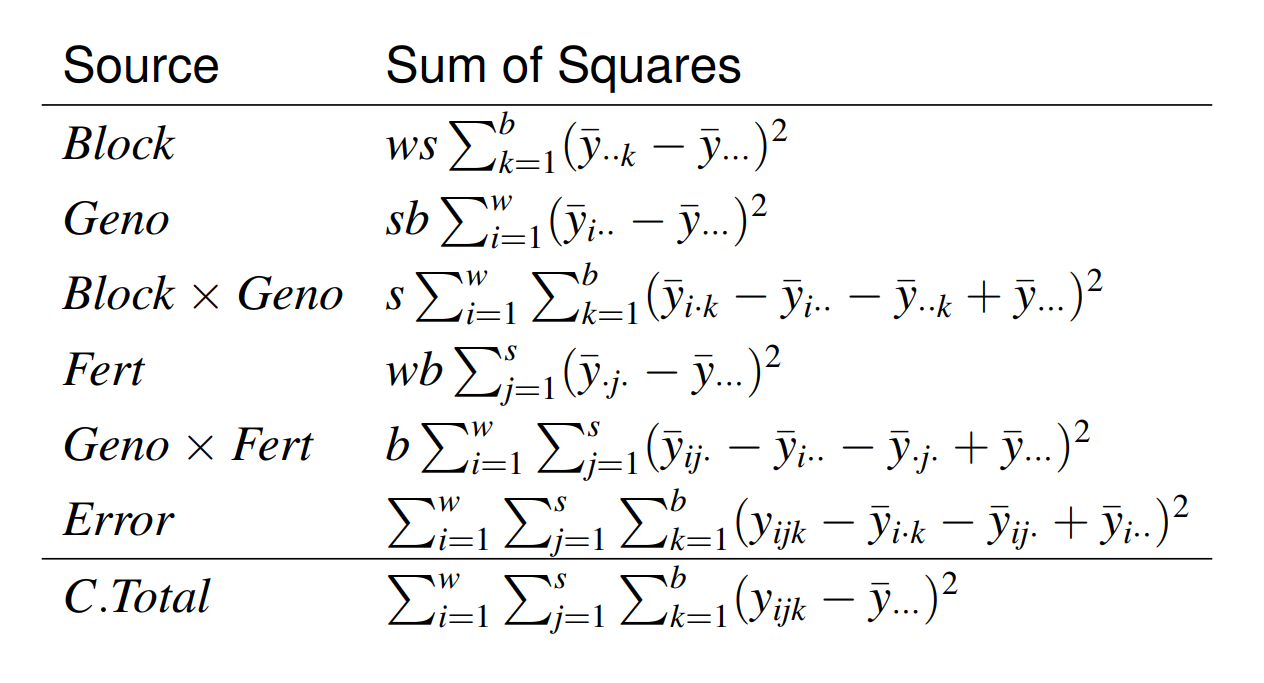 Source Sum of Squares
Block ws ∑_{k=1}^{b}(ȳ_{··k} − ȳ_{···})²
Geno sb ∑_{i=1}^{w}(ȳ_{i··} − ȳ_{···})²
Block × Geno s ∑_{i=1}^{w} ∑_{k=1}^{b}(ȳ_{i·k} − ȳ_{i··} − ȳ_{··k} + ȳ_{···})²
Fert wb ∑_{j=1}^{s}(ȳ_{·j·} − ȳ_{···})²
Geno × Fert b ∑_{i=1}^{w} ∑_{j=1}^{s}(ȳ_{ij·} − ȳ_{i··} − ȳ_{·j·} + ȳ_{···})²
Error ∑_{i=1}^{w} ∑_{j=1}^{s} ∑_{k=1}^{b}(y_{ijk} − ȳ_{i·k} − ȳ_{ij·} + ȳ_{i··})²
C.Total ∑_{i=1}^{w} ∑_{j=1}^{s} ∑_{k=1}^{b}(y_{ijk} − ȳ_{···})²